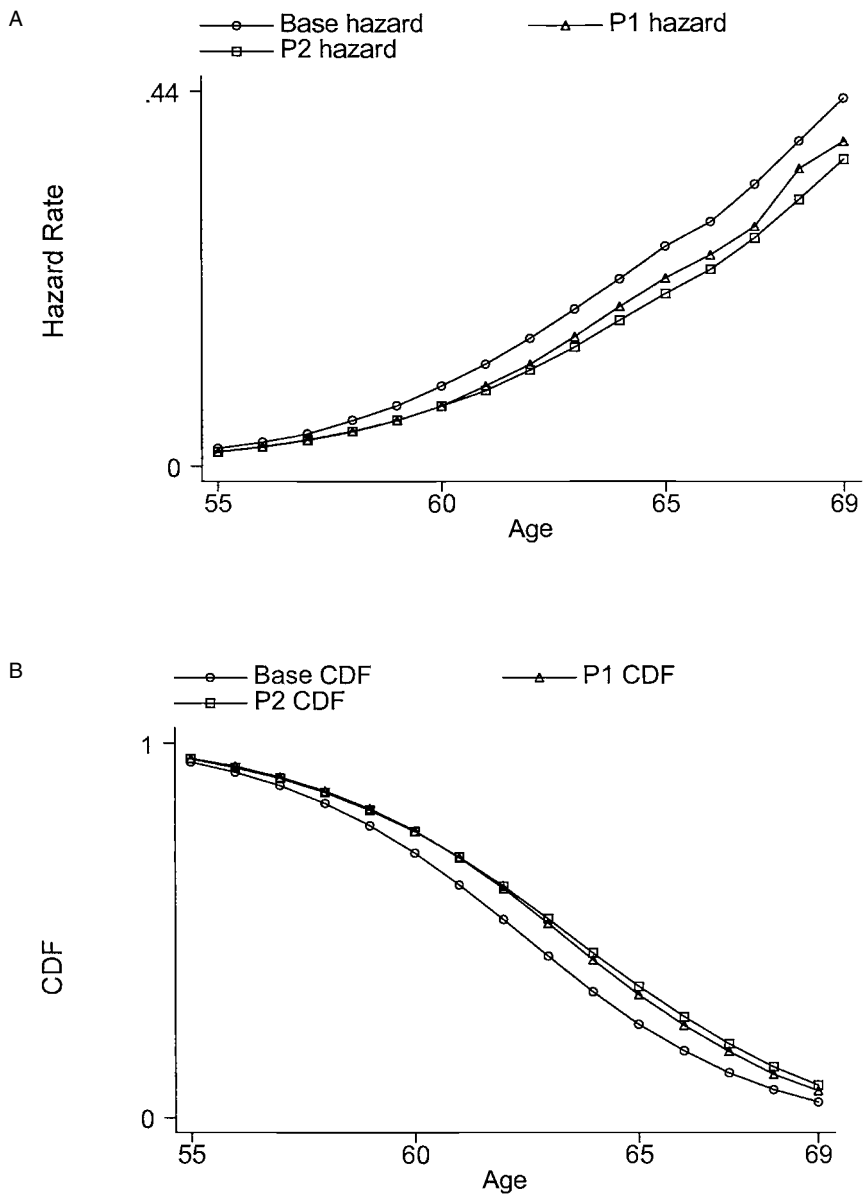 A
Base hazard
P1 hazard
P2 hazard
.44
Hazard Rate
0
55
60
65
69
Age
B
Base CDF
P1 CDF
P2 CDF
1
CDF
0
55
60
65
69
Age